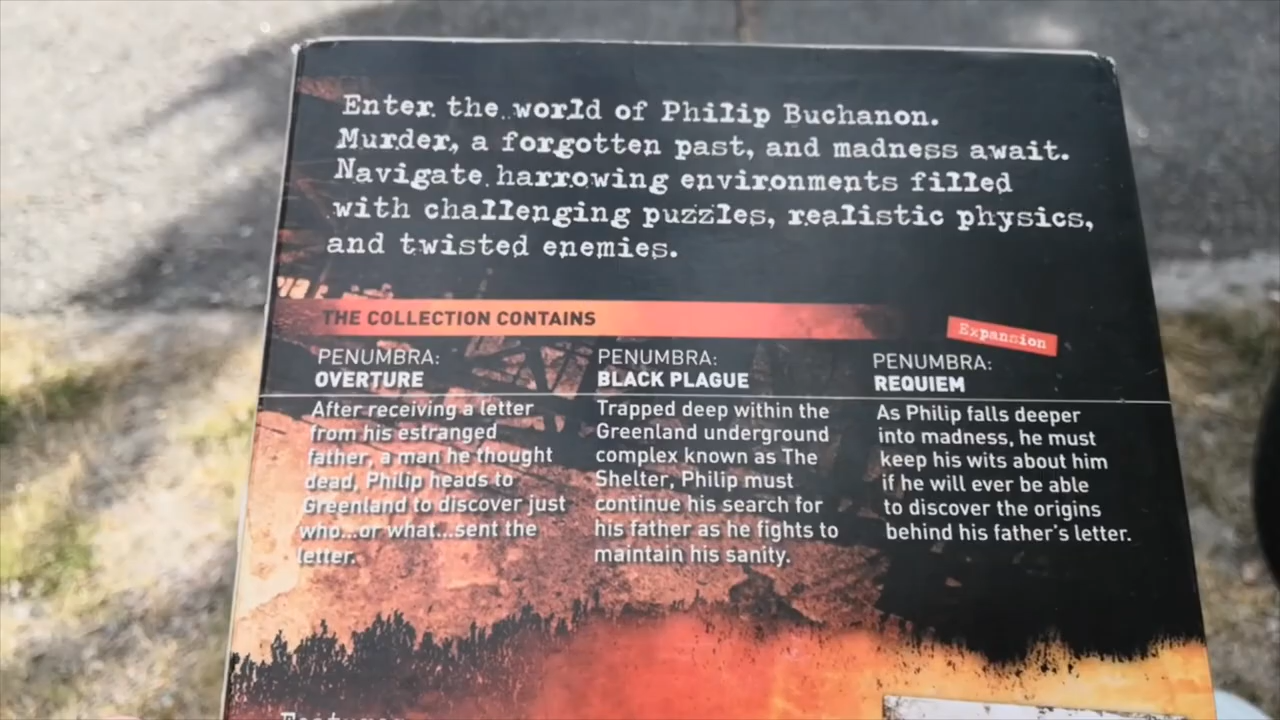 Enter the world of Philip Buchanon.
Murder, a forgotten past, and madness await.
Navigate harrowing environments filled
with challenging puzzles, realistic physics,
and twisted enemies.
THE COLLECTION CONTAINS
Expansion
PENUMBRA:
OVERTURE
After receiving a letter
from his estranged
father, a man he thought
dead, Philip heads to
Greenland to discover just
who...or what...sent the
letter.
PENUMBRA:
BLACK PLAGUE
Trapped deep within the
Greenland underground
complex known as The
Shelter, Philip must
continue his search for
his father as he fights to
maintain his sanity.
PENUMBRA:
REQUIEM
As Philip falls deeper
into madness, he must
keep his wits about him
if he will ever be able
to discover the origins
behind his father's letter.